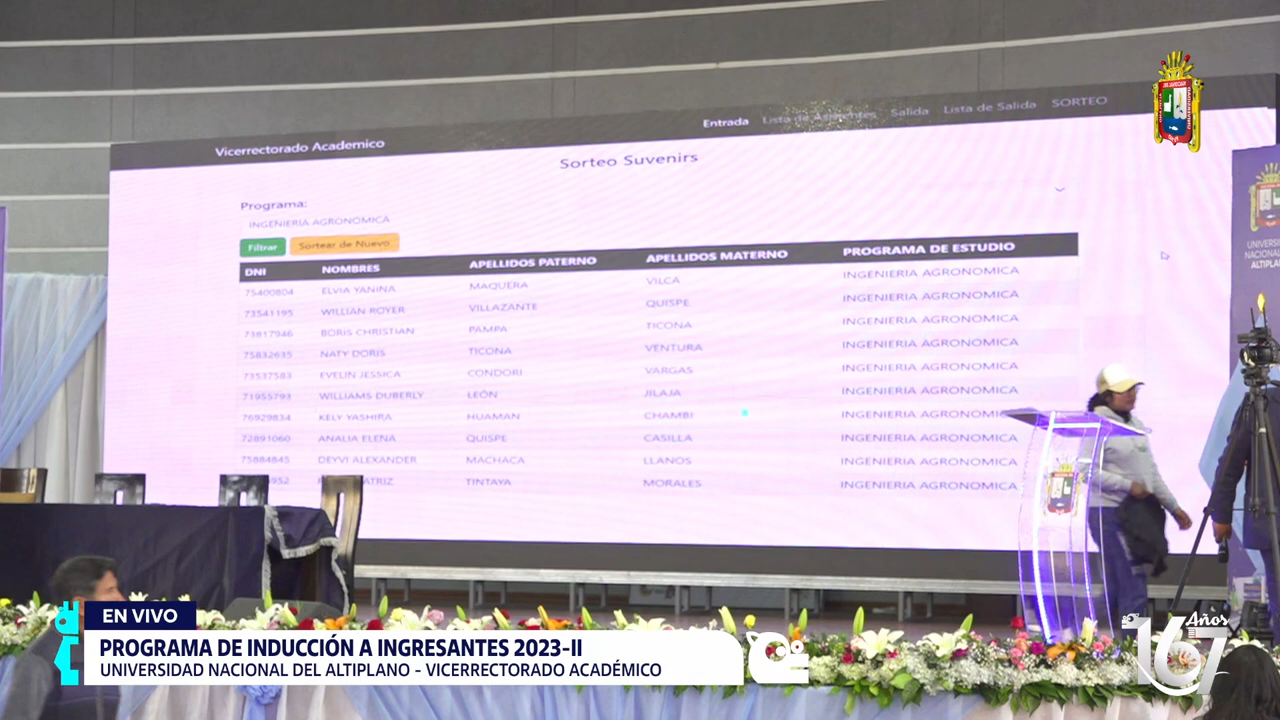 Vicerrectorado Academico
Entrada Lista de Asistentes Salida Lista de Salida SORTEO
Sorteo Suvenirs
Programa:
INGENIERIA AGRONOMICA
Filtrar Sortear de Nuevo
DNI NOMBRES APELLIDOS PATERNO APELLIDOS MATERNO PROGRAMA DE ESTUDIO
75400804 ELVIA YANINA MAQUERA VILCA INGENIERIA AGRONOMICA
73541195 WILLIAN ROYER VILLAZANTE QUISPE INGENIERIA AGRONOMICA
73817946 BORIS CHRISTIAN PAMPA TICONA INGENIERIA AGRONOMICA
75832635 NATY DORIS TICONA VENTURA INGENIERIA AGRONOMICA
73537583 EVELIN JESSICA CONDORI VARGAS INGENIERIA AGRONOMICA
71955793 WILLIAMS DUBERLY LEÓN JILAJA INGENIERIA AGRONOMICA
76929834 KELY YASHIRA HUAMAN CHAMBI INGENIERIA AGRONOMICA
72891060 ANALIA ELENA QUISPE CASILLA INGENIERIA AGRONOMICA
75884845 DEYVI ALEXANDER MACHACA LLANOS INGENIERIA AGRONOMICA
TINTAYA MORALES INGENIERIA AGRONOMICA
UNIVERSI
NACIONAL
ALTIPLA
EN VIVO
PROGRAMA DE INDUCCIÓN A INGRESANTES 2023-II
UNIVERSIDAD NACIONAL DEL ALTIPLANO - VICERRECTORADO ACADÉMICO
167 Años